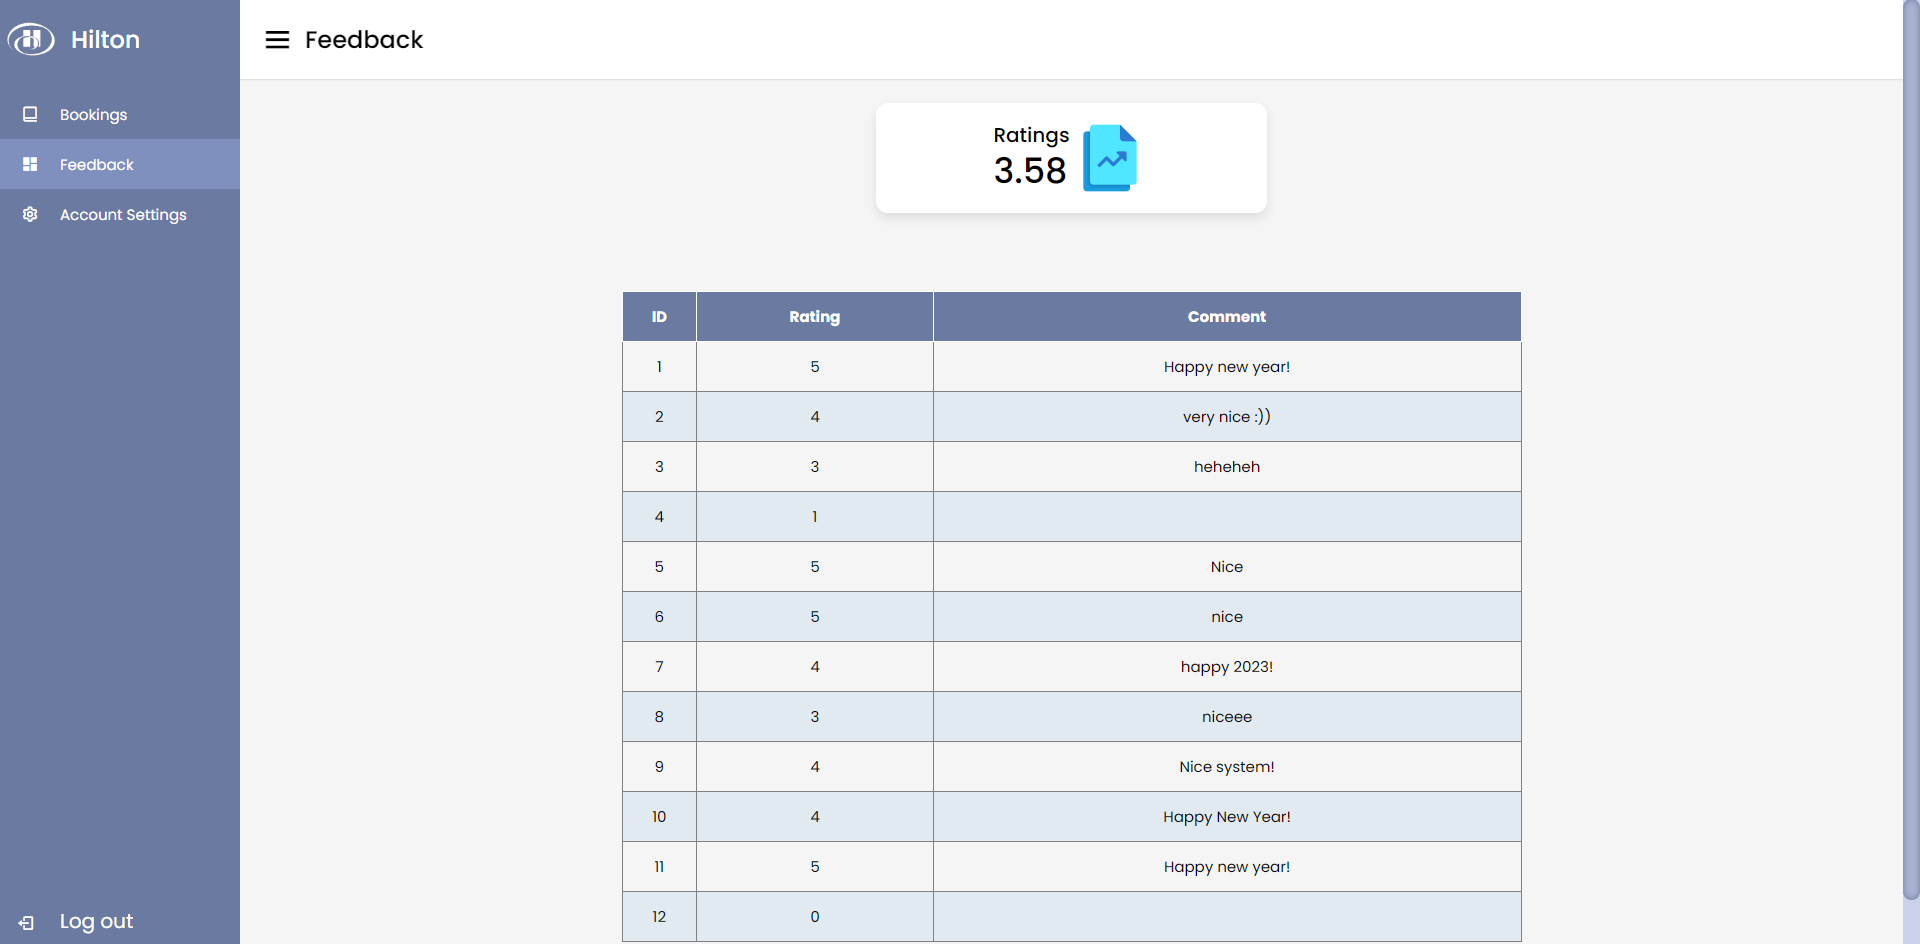 Hilton
Feedback
Bookings
Feedback
Account Settings
Log out
Ratings
3.58
ID Rating Comment
1 5 Happy new year!
2 4 very nice :))
3 3 heheheh
4 1
5 5 Nice
6 5 nice
7 4 happy 2023!
8 3 niceee
9 4 Nice system!
10 4 Happy New Year!
11 5 Happy new year!
12 0